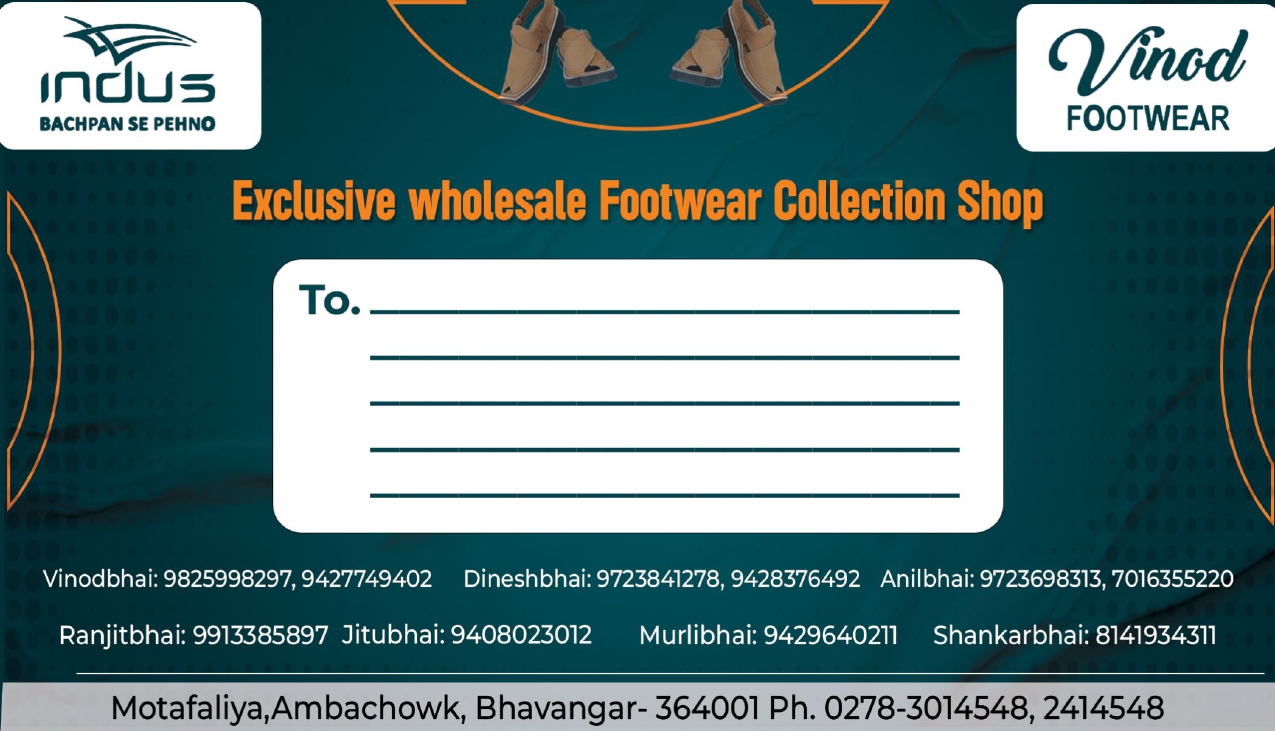 indus
BACHPAN SE PEHNO
Vinod
FOOTWEAR
Exclusive wholesale Footwear Collection Shop
To.
Vinodbhai: 9825998297, 9427749402 Dineshbhai: 9723841278, 9428376492 Anilbhai: 9723698313, 7016355220
Ranjitbhai: 9913385897 Jitubhai: 9408023012 Murlibhai: 9429640211 Shankarbhai: 8141934311
Motafaliya,Ambachowk, Bhavangar- 364001 Ph. 0278-3014548, 2414548